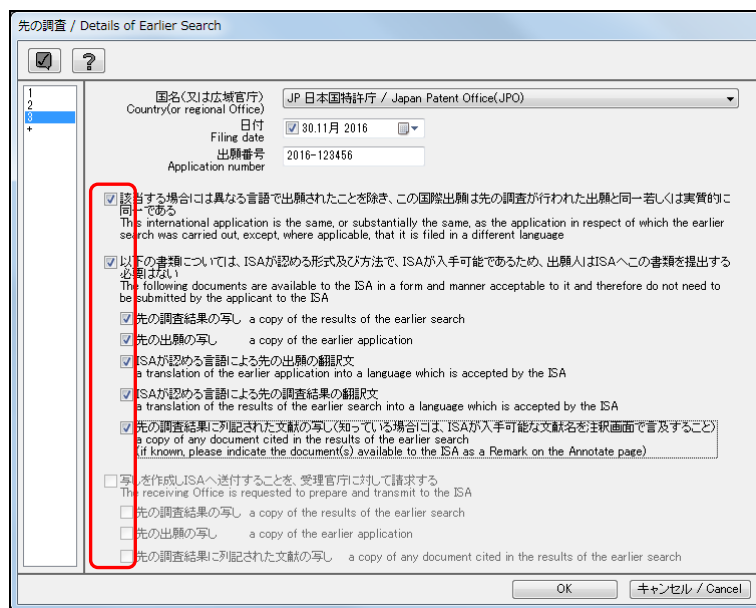 先の調査 / Details of Earlier Search
?
1
2
3
+
国名(又は広域官庁)
Country(or regional Office)
JP 日本国特許庁 / Japan Patent Office(JPO)
日付
Filing date
30.11月 2016
出願番号
Application number
2016-123456
該当する場合には異なる言語で出願されたことを除き、この国際出願は先の調査が行われた出願と同一若しくは実質的に
同一である
This international application is the same, or substantially the same, as the application in respect of which the earlier
search was carried out, except, where applicable, that it is filed in a different language
以下の書類については、ISAが認める形式及び方法で、ISAが入手可能であるため、出願人はISAへこの書類を提出する
必要はない
The following documents are available to the ISA in a form and manner acceptable to it and therefore do not need to
be submitted by the applicant to the ISA
先の調査結果の写し a copy of the results of the earlier search
先の出願の写し a copy of the earlier application
ISAが認める言語による先の出願の翻訳文
a translation of the earlier application into a language which is accepted by the ISA
ISAが認める言語による先の調査結果の翻訳文
a translation of the results of the earlier search into a language which is accepted by the ISA
先の調査結果に列記された文献の写し(知っている場合には、ISAが入手可能な文献名を注釈画面で言及すること)
a copy of any document cited in the results of the earlier search
(if known, please indicate the document(s) available to the ISA as a Remark on the Annotate page)
写しを作成しISAへ送付することを、受理官庁に対して請求する
The receiving Office is requested to prepare and transmit to the ISA
先の調査結果の写し a copy of the results of the earlier search
先の出願の写し a copy of the earlier application
先の調査結果に列記された文献の写し a copy of any document cited in the results of the earlier search
OK
キャンセル / Cancel